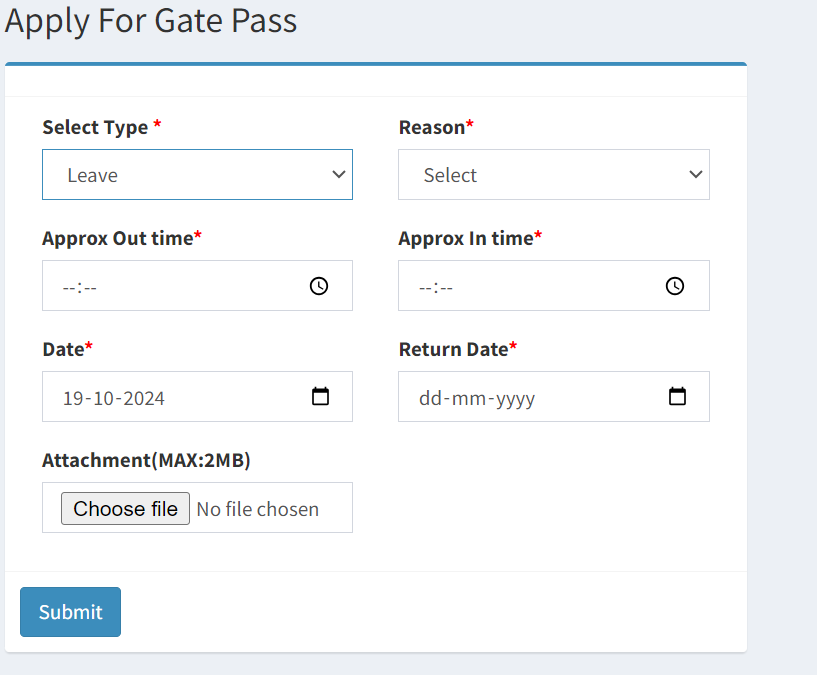 Apply For Gate Pass
Select Type *
Reason*
Leave
Select
Approx Out time*
Approx In time*
--:--
--:--
Date*
Return Date*
19-10-2024
dd-mm-yyyy
Attachment(MAX:2MB)
Choose file No file chosen
Submit